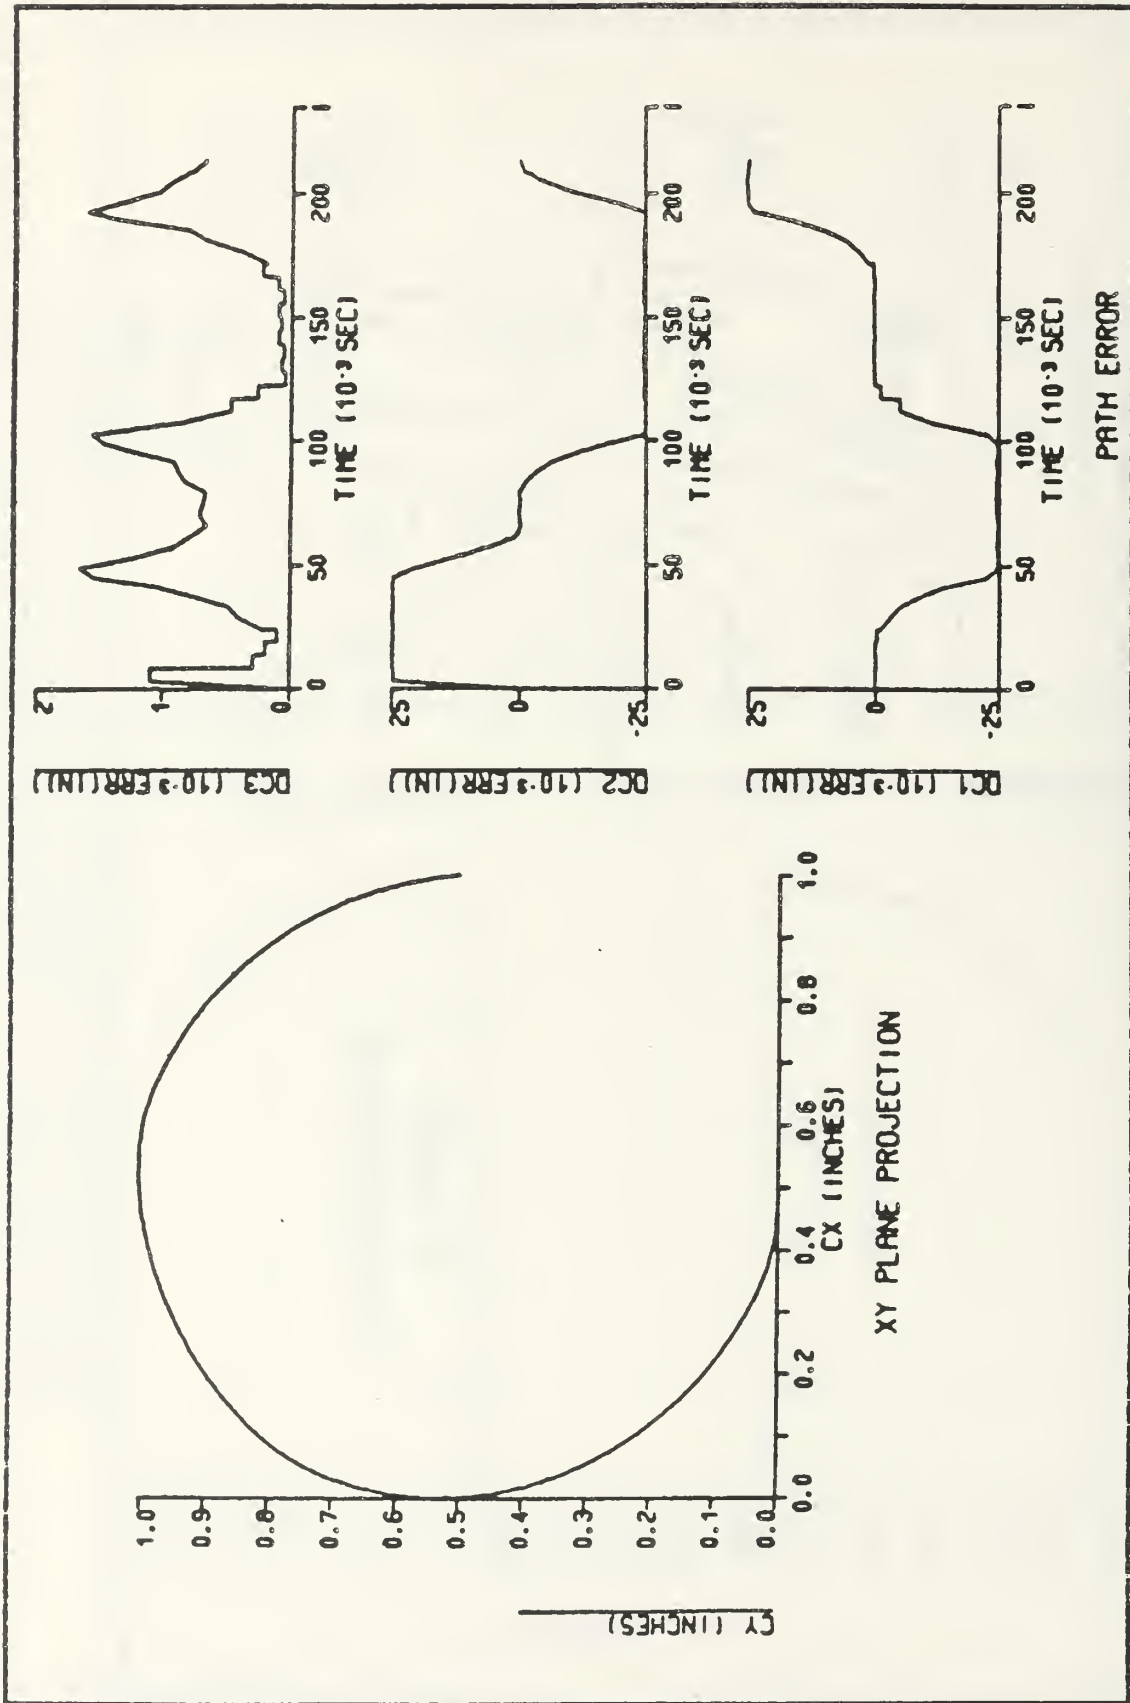 CY (INCHES)
1.0
0.9
0.8
0.7
0.6
0.5
0.4
0.3
0.2
0.1
0.0
0.0 0.2 0.4 0.6 0.8 1.0
CX (INCHES)
XY PLANE PROJECTION
DC3 (10-3 ERR(IN)
2
1
0
0 50 100 150 200
TIME (10-3 SEC)
DC2 (10-3 ERR(IN)
25
0
-25
0 50 100 150 200
TIME (10-3 SEC)
DC1 (10-3 ERR(IN)
25
0
-25
0 50 100 150 200
TIME (10-3 SEC)
PATH ERROR